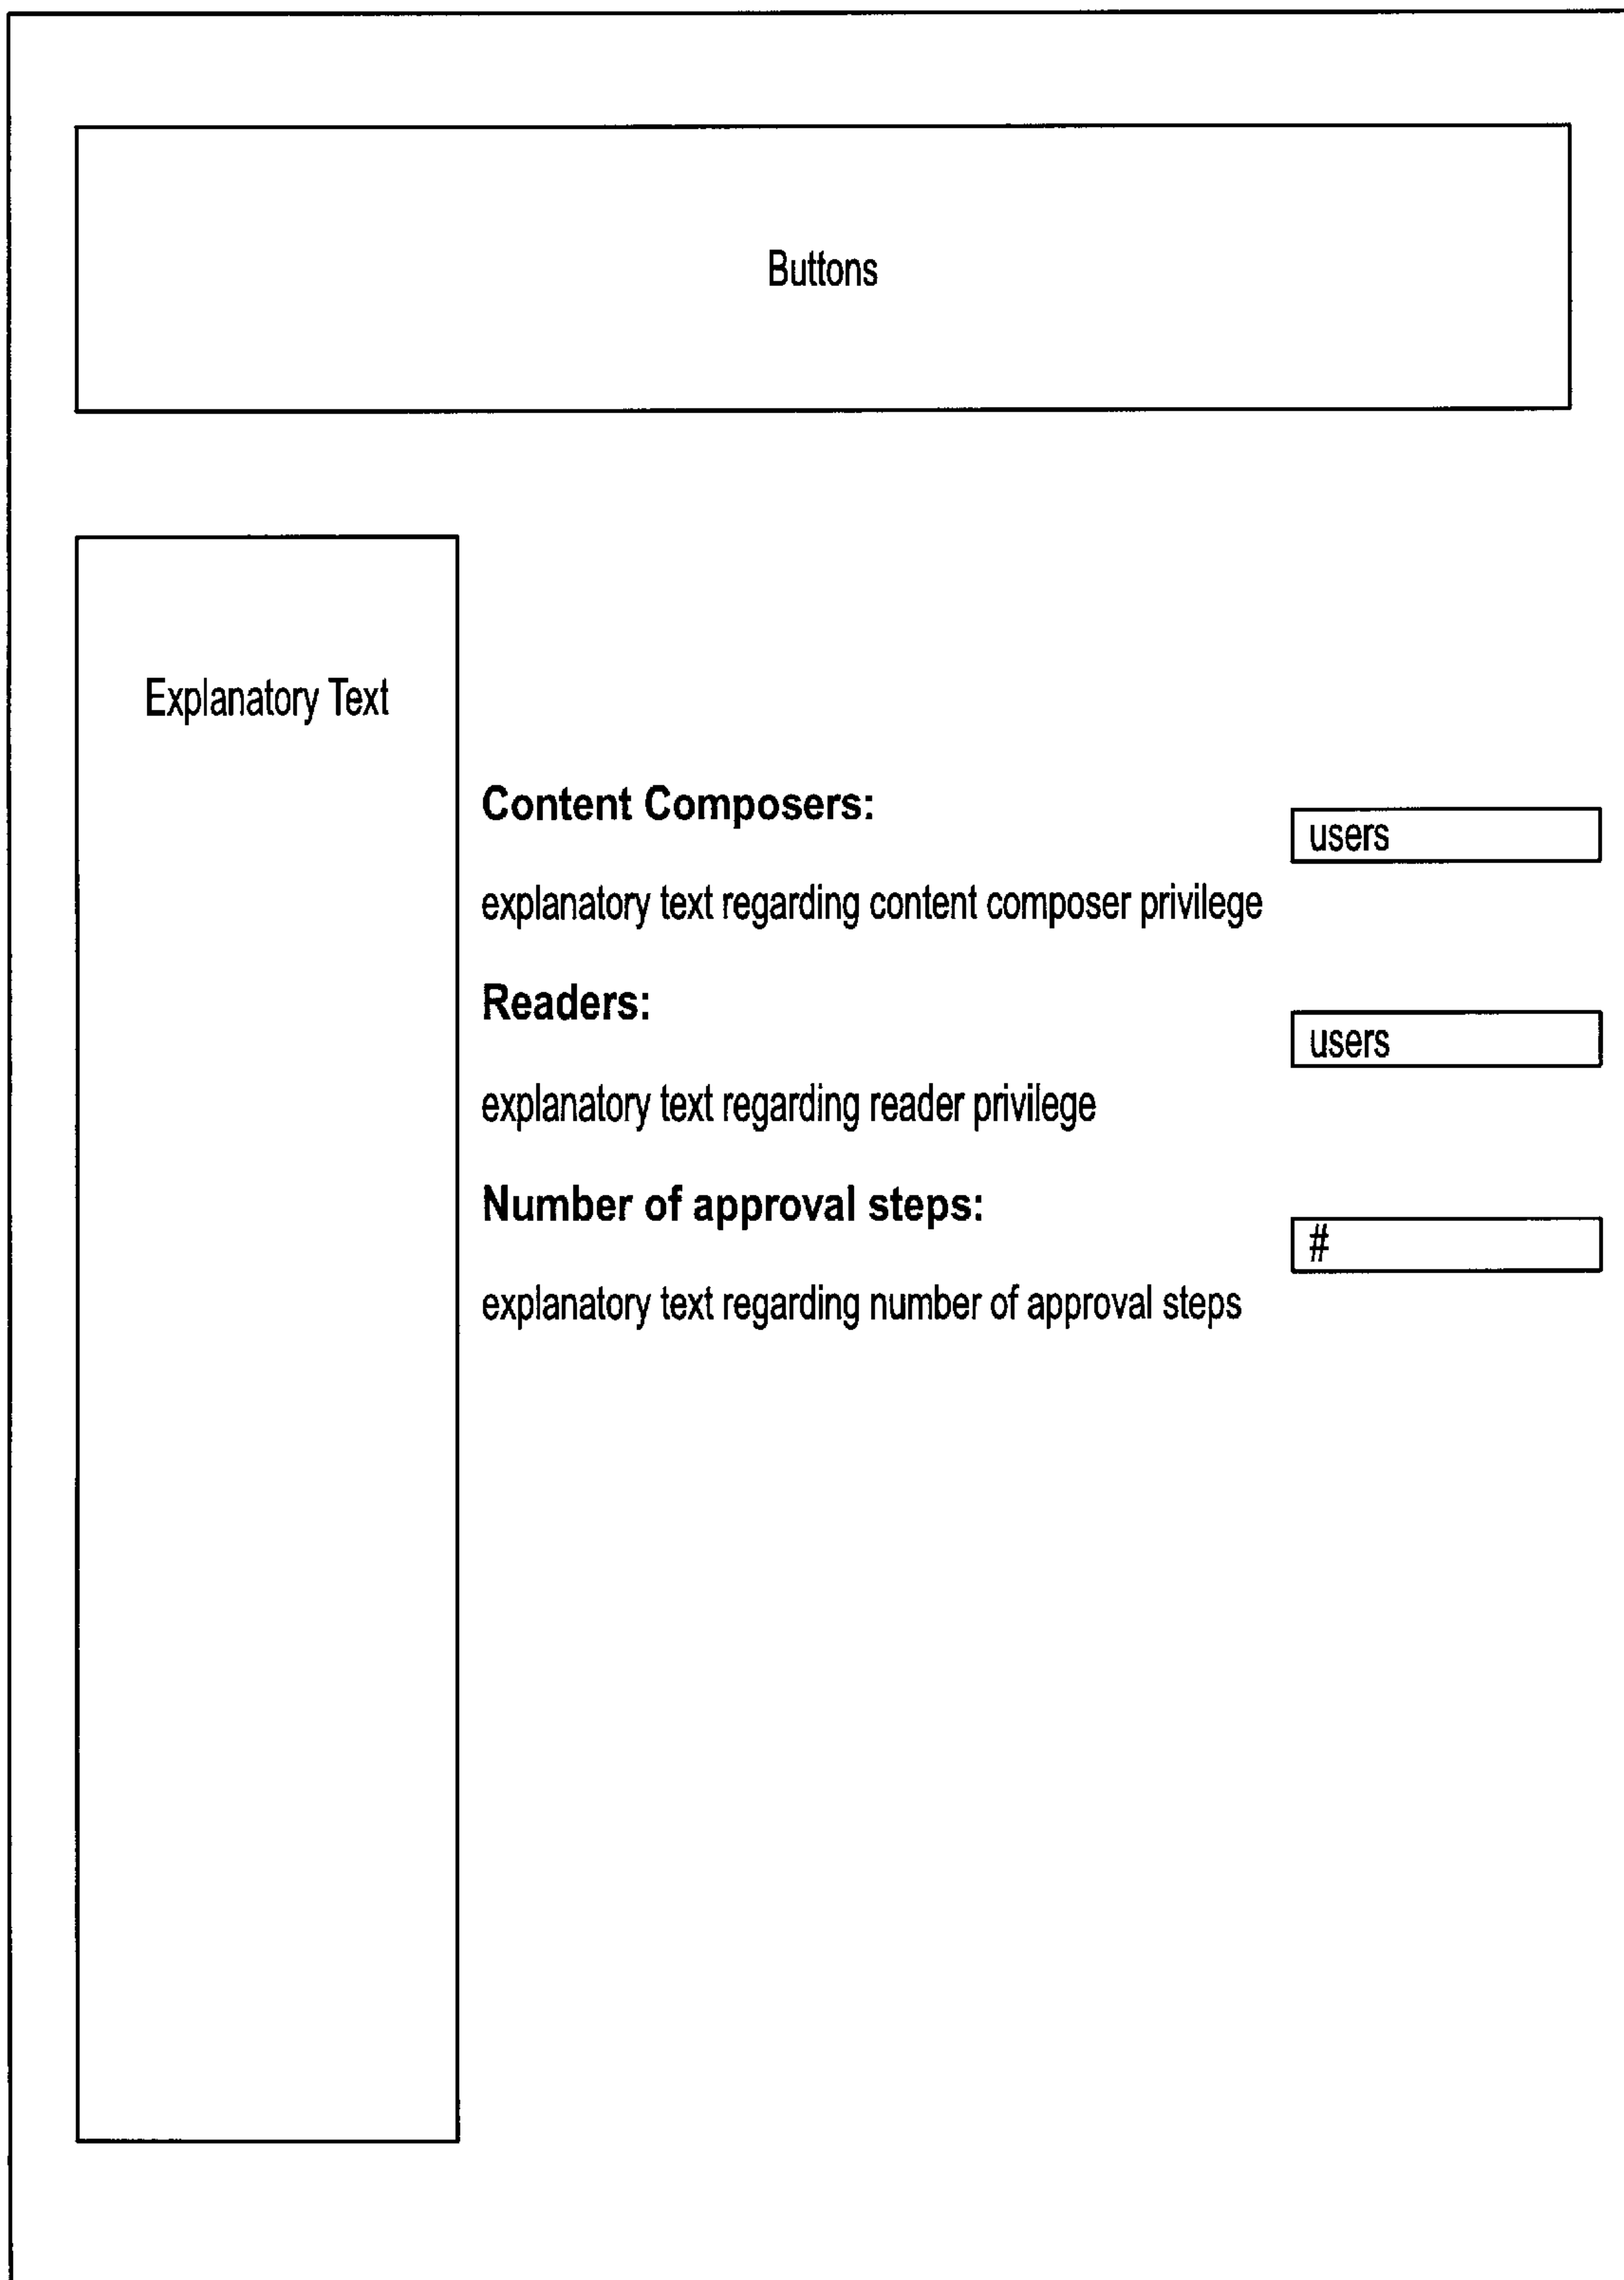 Buttons
Explanatory Text
Content Composers:
users
explanatory text regarding content composer privilege
Readers:
users
explanatory text regarding reader privilege
Number of approval steps:
#
explanatory text regarding number of approval steps